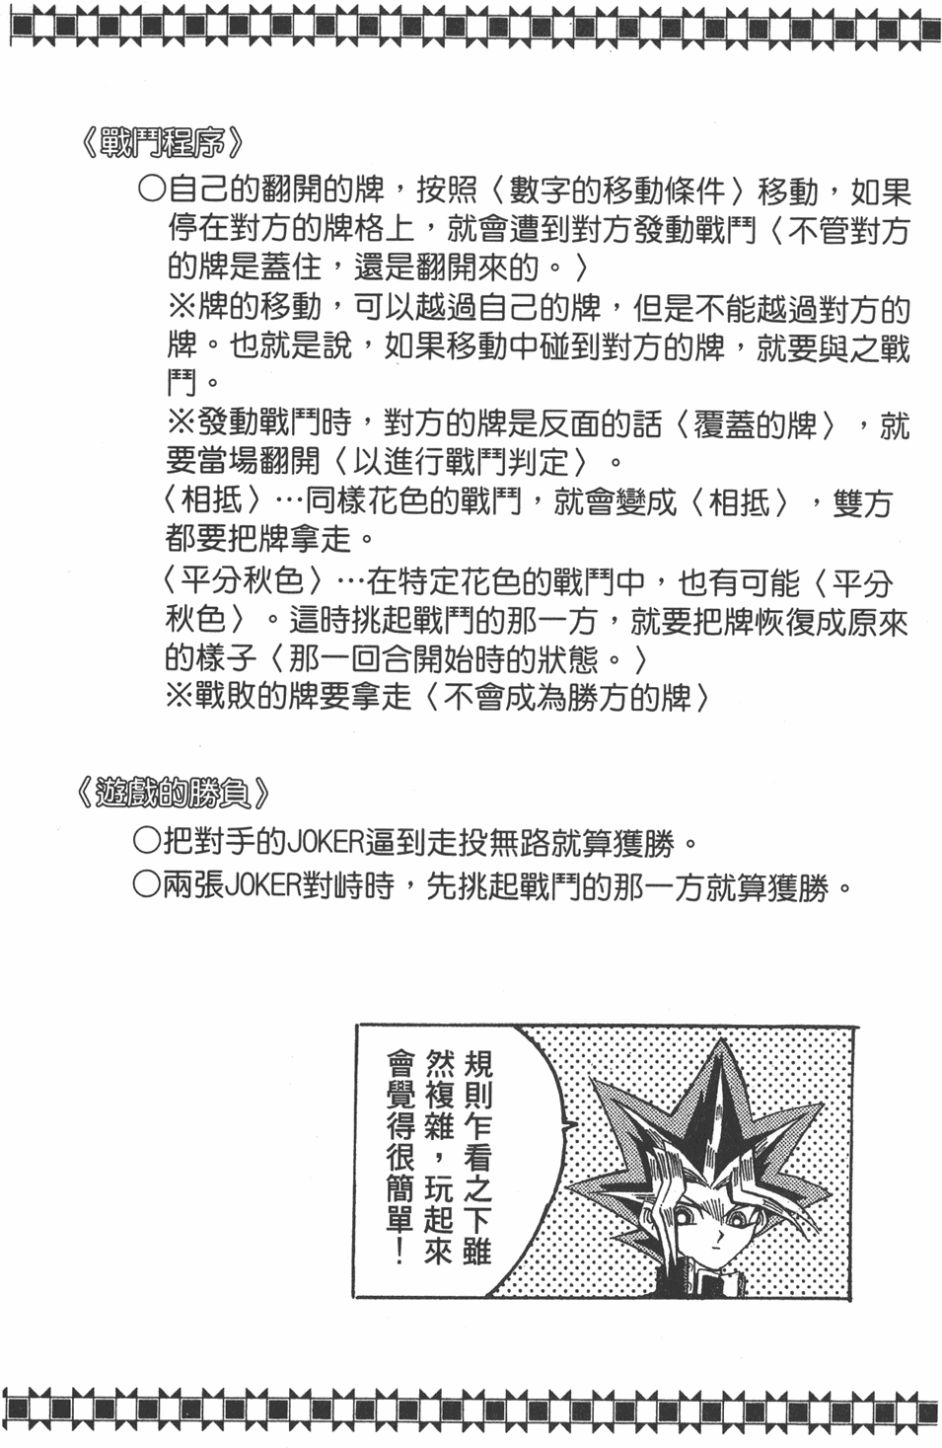 《戰鬥程序》
○自己的翻開的牌，按照〈數字的移動條件〉移動，如果
停在對方的牌格上，就會遭到對方發動戰鬥〈不管對方
的牌是蓋住，還是翻開來的。〉
※牌的移動，可以越過自己的牌，但是不能越過對方的
牌。也就是說，如果移動中碰到對方的牌，就要與之戰
鬥。
※發動戰鬥時，對方的牌是反面的話〈覆蓋的牌〉，就
要當場翻開〈以進行戰鬥判定〉。
〈相抵〉…同樣花色的戰鬥，就會變成〈相抵〉，雙方
都要把牌拿走。
〈平分秋色〉…在特定花色的戰鬥中，也有可能〈平分
秋色〉。這時挑起戰鬥的那一方，就要把牌恢復成原來
的樣子〈那一回合開始時的狀態。〉
※戰敗的牌要拿走〈不會成為勝方的牌〉
《遊戲的勝負》
○把對手的JOKER逼到走投無路就算獲勝。
○兩張JOKER對峙時，先挑起戰鬥的那一方就算獲勝。
規則乍看之下雖
然複雜，玩起來
會覺得很簡單！